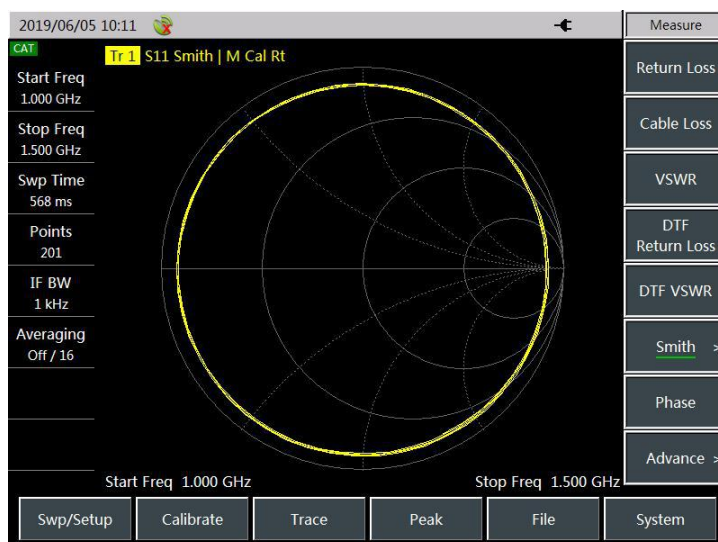 2019/06/05 10:11
Measure
CAT
Tr 1 S11 Smith | M Cal Rt
Start Freq
1.000 GHz
Stop Freq
1.500 GHz
Swp Time
568 ms
Points
201
IF BW
1 kHz
Averaging
Off / 16
Return Loss
Cable Loss
VSWR
DTF
Return Loss
DTF VSWR
Smith >
Phase
Advance >
Start Freq 1.000 GHz
Stop Freq 1.500 GHz
Swp/Setup
Calibrate
Trace
Peak
File
System